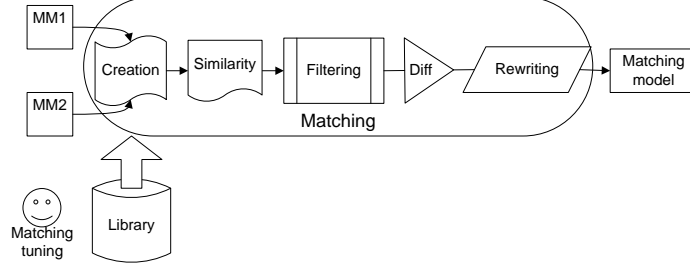 MM1
MM2
Creation
Similarity
Filtering
Diff
Rewriting
Matching
model
Matching
Library
Matching
tuning